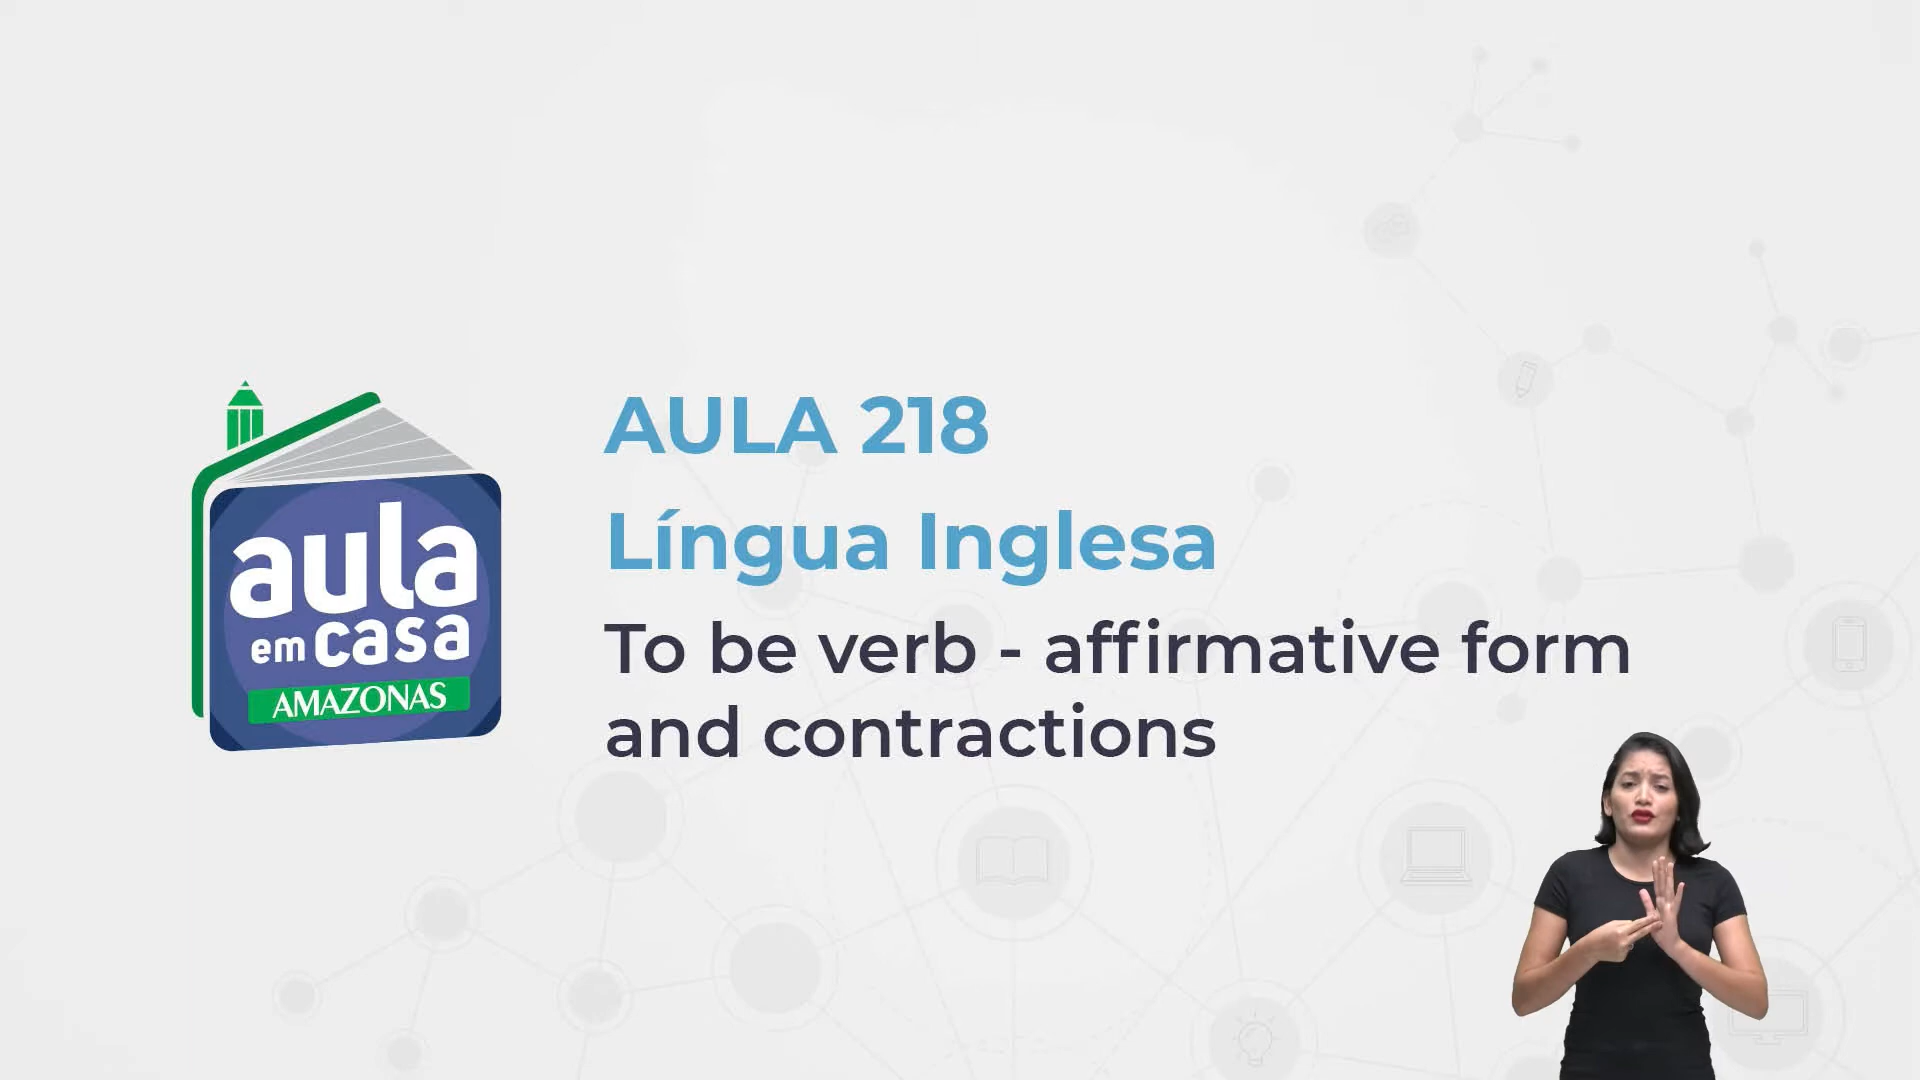 aula
em casa
AMAZONAS
AULA 218
Língua Inglesa
To be verb - affirmative form
and contractions